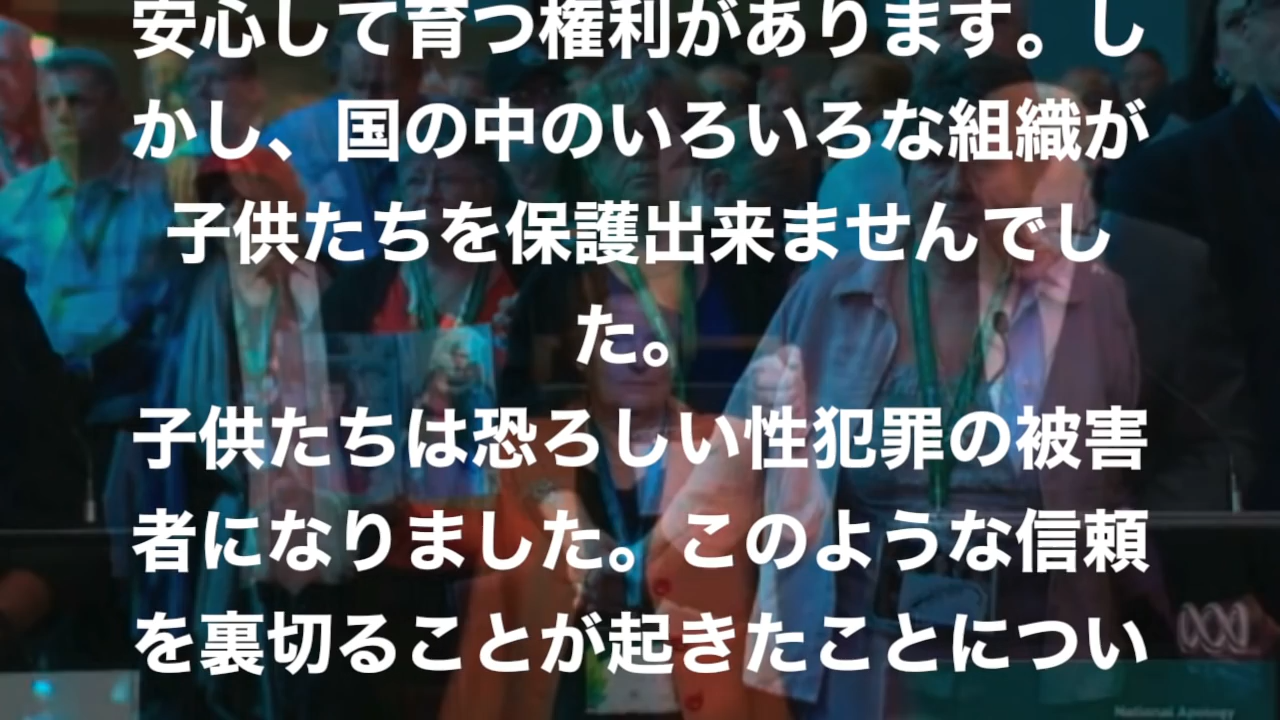 安心して育つ権利があります。し
かし、国の中のいろいろな組織が
子供たちを保護出来ませんでし
た。
子供たちは恐ろしい性犯罪の被害
者になりました。このような信頼
を裏切ることが起きたことについ
National Apology